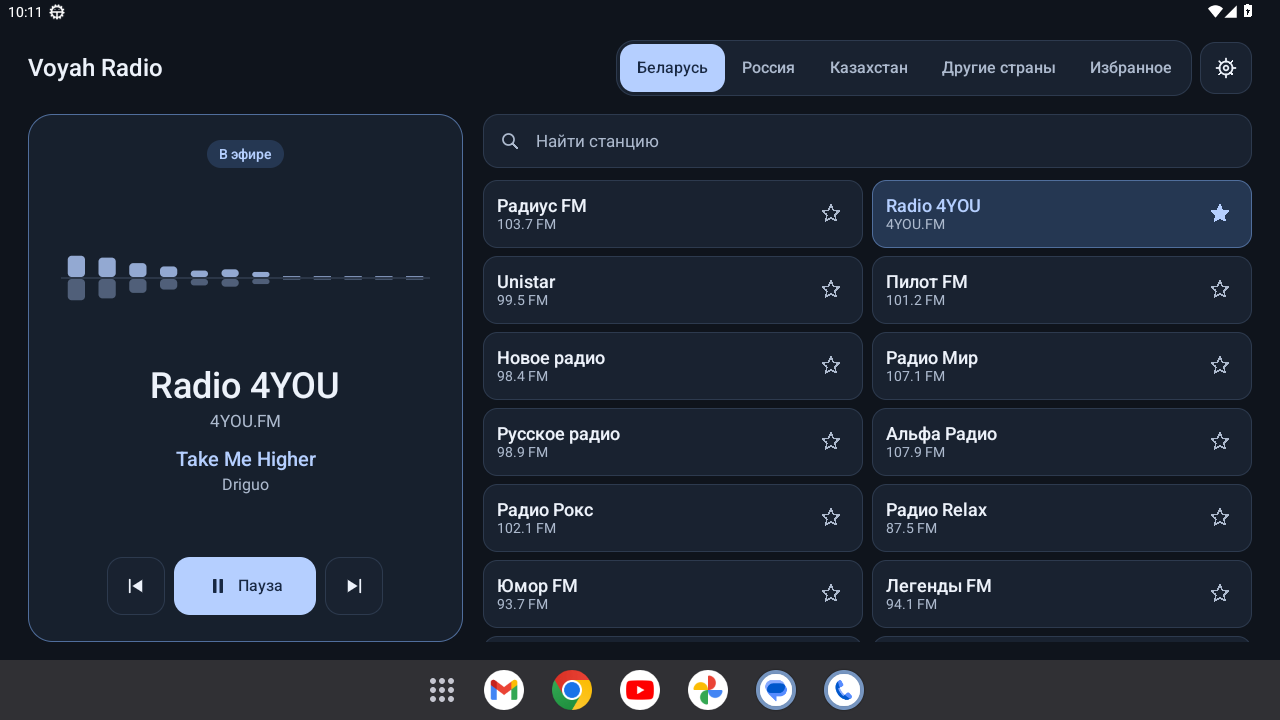 10:11
Voyah Radio
Беларусь
Россия
Казахстан
Другие страны
Избранное
В эфире
Radio 4YOU
4YOU.FM
Take Me Higher
Driguo
Пауза
Найти станцию
Радиус FM
103.7 FM
Radio 4YOU
4YOU.FM
Unistar
99.5 FM
Пилот FM
101.2 FM
Новое радио
98.4 FM
Радио Мир
107.1 FM
Русское радио
98.9 FM
Альфа Радио
107.9 FM
Радио Рокс
102.1 FM
Радио Relax
87.5 FM
Юмор FM
93.7 FM
Легенды FM
94.1 FM